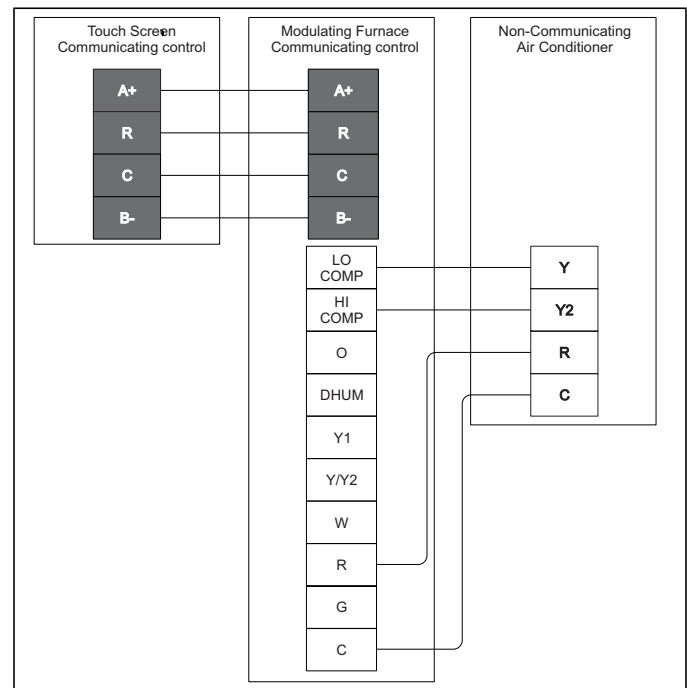 Touch Screen
Communicating control
A+
R
C
B-
Modulating Furnace
Communicating control
A+
R
C
B-
LO
COMP
HI
COMP
O
DHUM
Y1
Y/Y2
W
R
G
C
Non-Communicating
Air Conditioner
Y
Y2
R
C